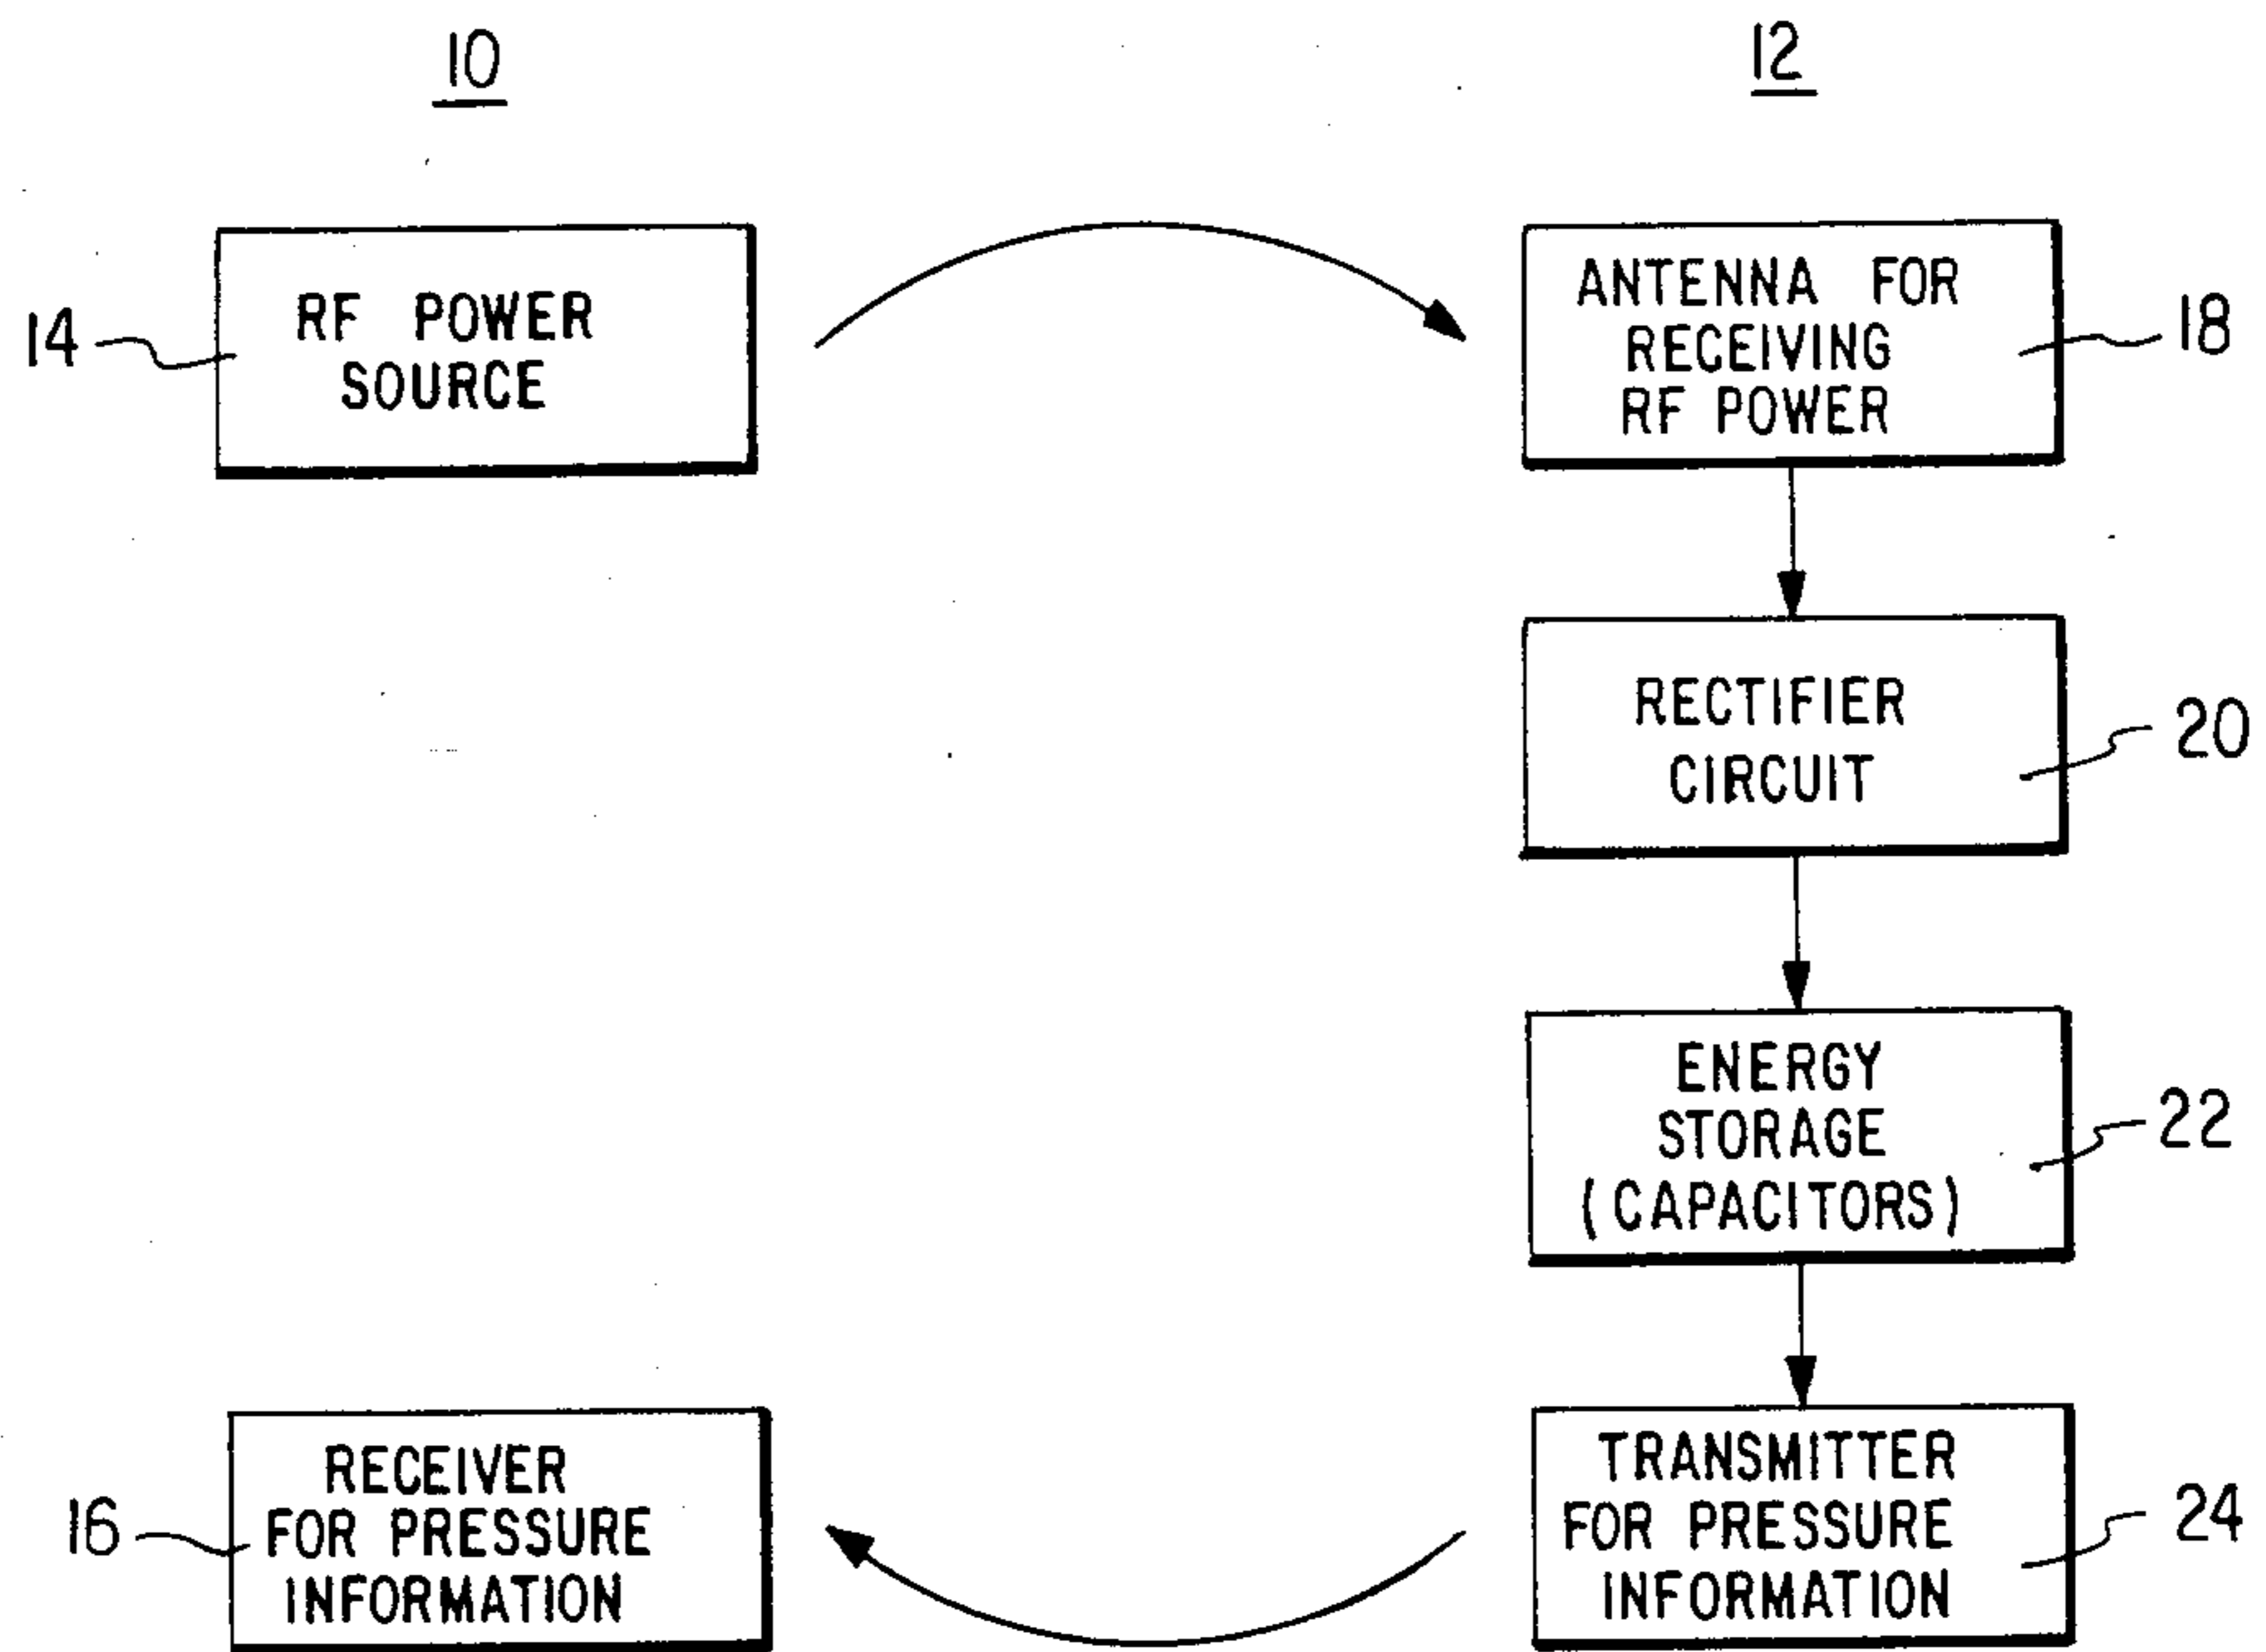 10
12
14
RF POWER
SOURCE
ANTENNA FOR
RECEIVING
RF POWER
18
RECTIFIER
CIRCUIT
20
ENERGY
STORAGE
(CAPACITORS)
22
16
RECEIVER
FOR PRESSURE
INFORMATION
TRANSMITTER
FOR PRESSURE
INFORMATION
24